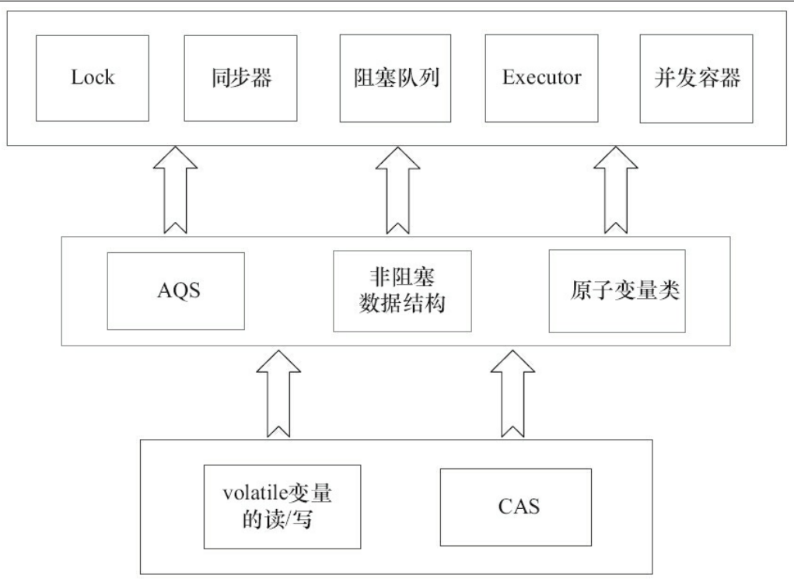 Lock
同步器
阻塞队列
Executor
并发容器
AQS
非阻塞
数据结构
原子变量类
volatile变量
的读/写
CAS